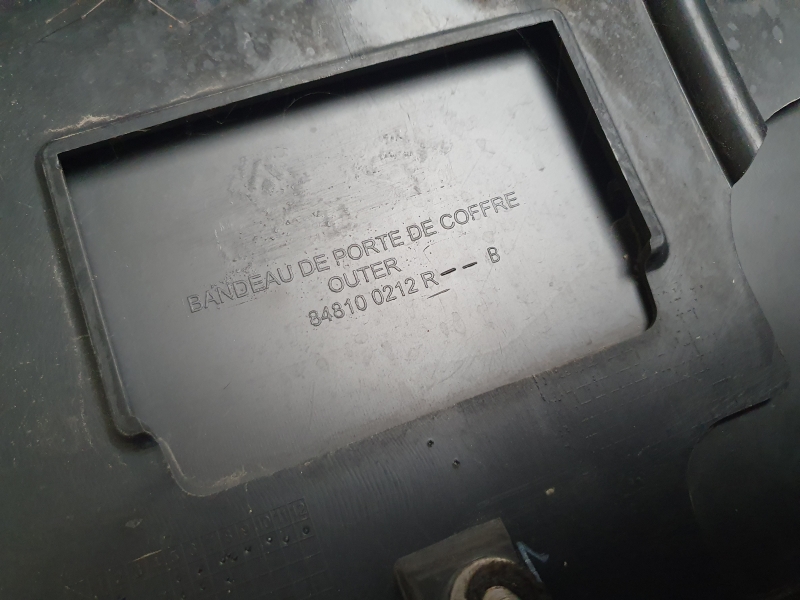 BANDEAU DE PORTE DE COFFRE
OUTER
84810 0212 R-- B